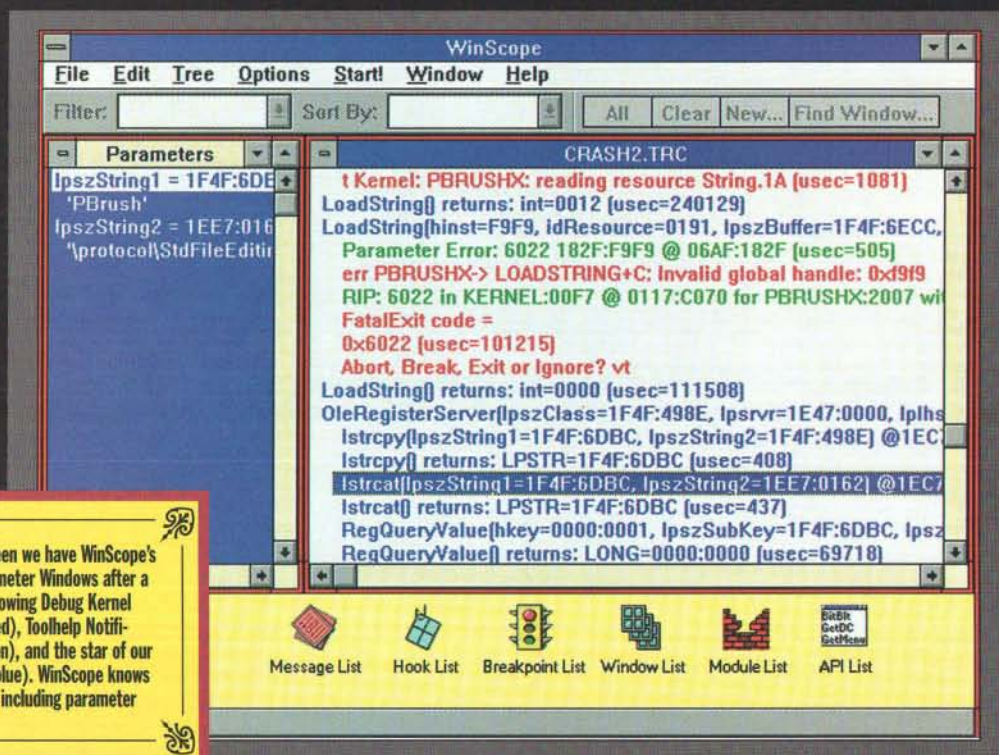 WinScope
File Edit Tree Options Start! Window Help
Filter: Sort By: All Clear New... Find Window...
Parameters
lpszString1 = 1F4F:6DB
'PBrush'
lpszString2 = 1EE7:016
'\protocol\StdFileEditin
CRASH2.TRC
t Kernel: PBRUSHX: reading resource String.1A (usec=1081)
LoadString() returns: int=0012 (usec=240129)
LoadString(hinst=F9F9, idResource=0191, lpszBuffer=1F4F:6ECC,
Parameter Error: 6022 182F:F9F9 @ 06AF:182F (usec=505)
err PBRUSHX-> LOADSTRING+C: Invalid global handle: 0xf9f9
RIP: 6022 in KERNEL:00F7 @ 0117:C070 for PBRUSHX:2007 wi
FatalExit code =
0x6022 (usec=101215)
Abort, Break, Exit or Ignore? vt
LoadString() returns: int=0000 (usec=111508)
OleRegisterServer(lpszClass=1F4F:498E, lpsrvr=1E47:0000, lplhs
lstrcpy(lpszString1=1F4F:6DBC, lpszString2=1F4F:498E) @1EC7
lstrcpy() returns: LPSTR=1F4F:6DBC (usec=408)
lstrcat(lpszString1=1F4F:6DBC, lpszString2=1EE7:0162) @1EC7
lstrcat() returns: LPSTR=1F4F:6DBC (usec=437)
RegQueryValue(hkey=0000:0001, lpszSubKey=1F4F:6DBC, lpsz
RegQueryValue() returns: LONG=0000:0000 (usec=69718)
Message List Hook List Breakpoint List Window List Module List API List
BitBlt
GetDC
GetMenu
een we have WinScope's
meter Windows after a
owing Debug Kernel
ed), Toolhelp Notifi-
en), and the star of our
blue). WinScope knows
including parameter